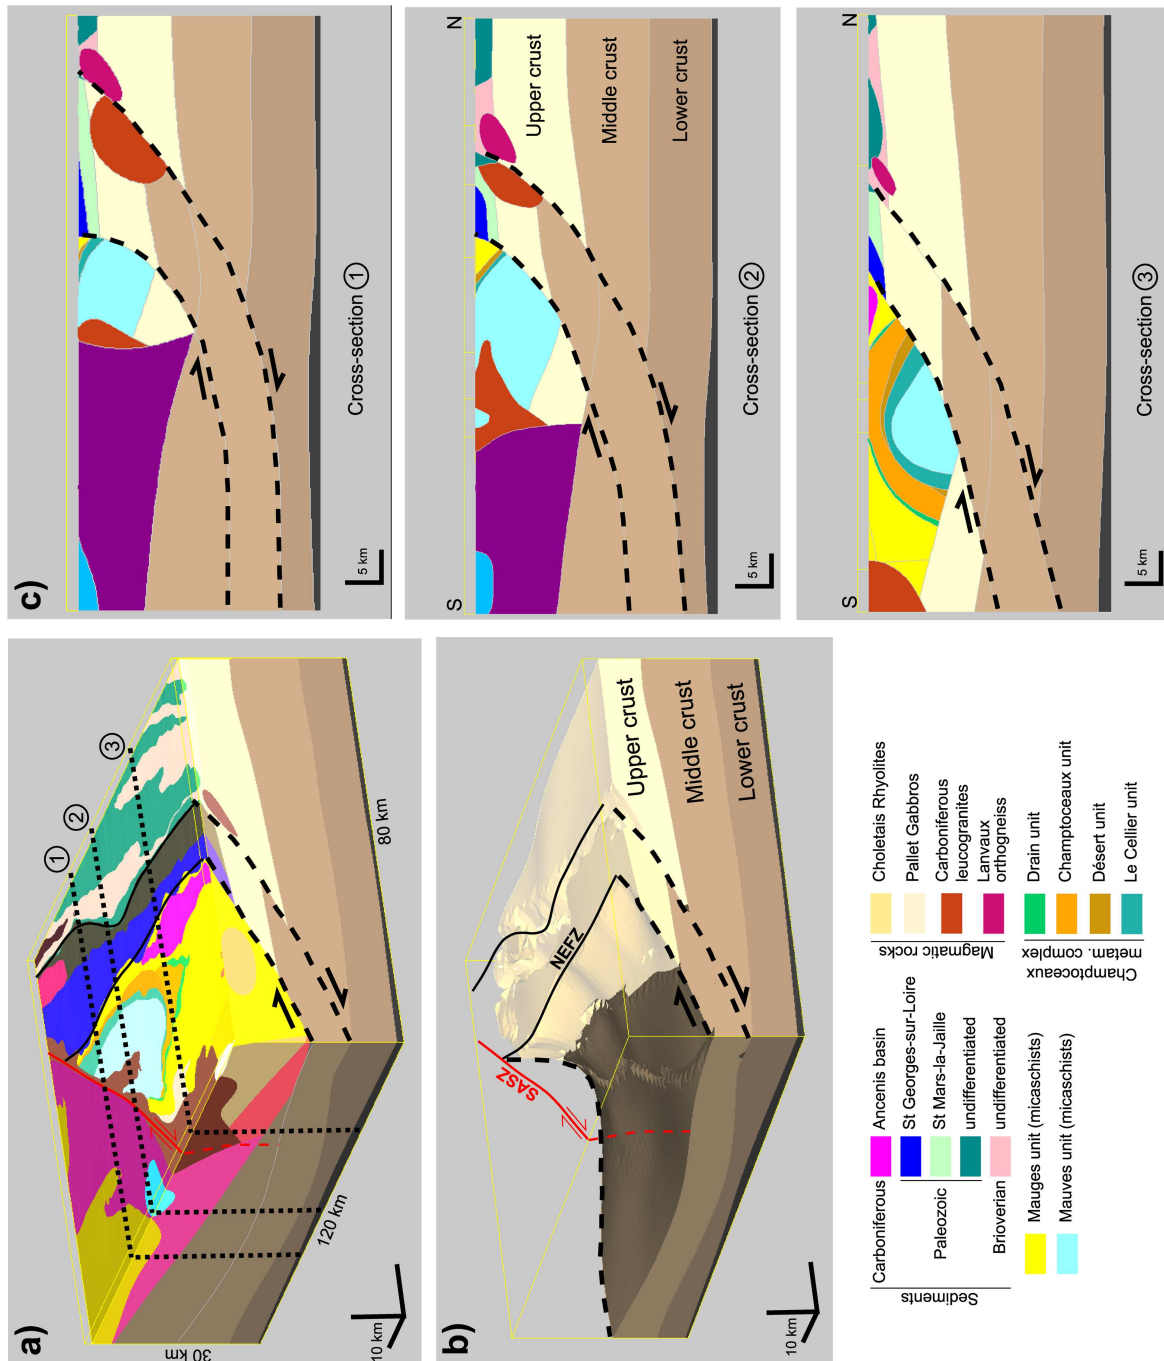 a)
1
2
3
30 km
10 km
120 km
80 km
b)
SASZ
NEFZ
Upper crust
Middle crust
Lower crust
10 km
c)
5 km
Cross-section 1
S
N
Upper crust
Middle crust
Lower crust
5 km
Cross-section 2
S
N
5 km
Cross-section 3
Sediments
Carboniferous
Ancenis basin
Paleozoic
St Georges-sur-Loire
St Mars-la-Jaille
undifferentiated
Brioverian
undifferentiated
Mauges unit (micaschists)
Mauves unit (micaschists)
Magmatic rocks
Choletais Rhyolites
Pallet Gabbros
Carboniferous
leucogranites
Lanvaux
orthogneiss
Champtoceaux
metam. complex
Drain unit
Champtoceaux unit
Désert unit
Le Cellier unit